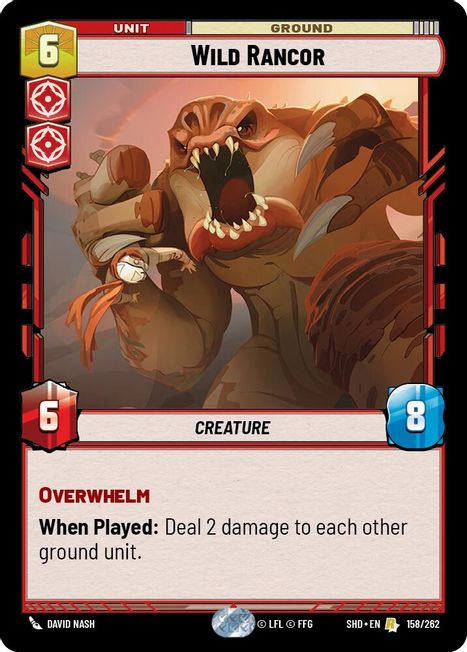 UNIT GROUND
6 WILD RANCOR
6 CREATURE 8
OVERWHELM
When Played: Deal 2 damage to each other
ground unit.
DAVID NASH © LFL © FFG SHD • EN R 158/262